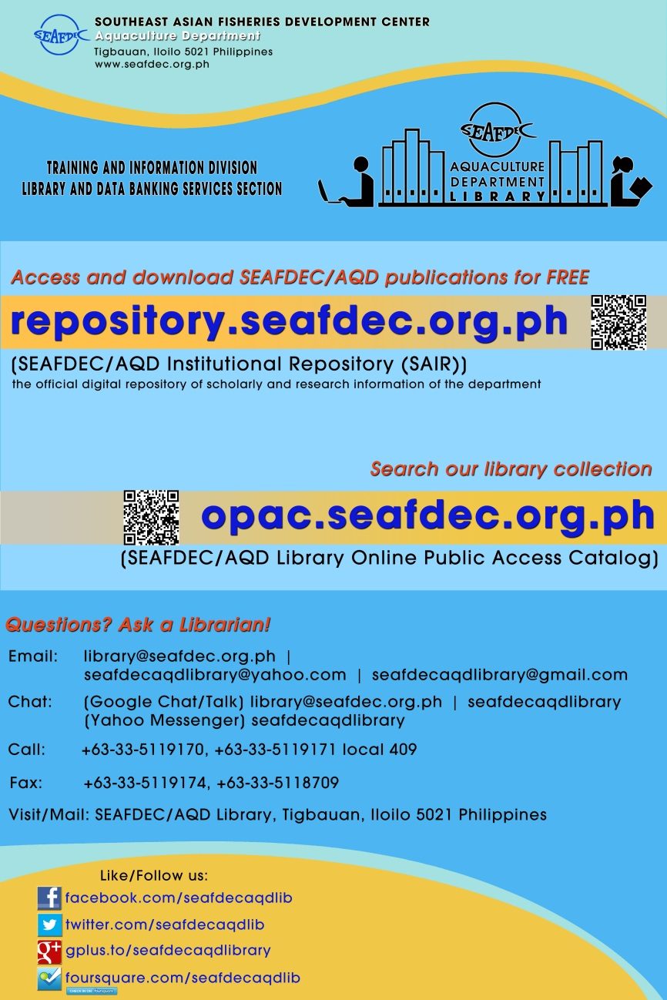 SEAFDEC
SOUTHEAST ASIAN FISHERIES DEVELOPMENT CENTER
Aquaculture Department
Tigbauan, Iloilo 5021 Philippines
www.seafdec.org.ph
TRAINING AND INFORMATION DIVISION
LIBRARY AND DATA BANKING SERVICES SECTION
SEAFDEC
AQUACULTURE
DEPARTMENT
LIBRARY
Access and download SEAFDEC/AQD publications for FREE
repository.seafdec.org.ph
(SEAFDEC/AQD Institutional Repository (SAIR))
the official digital repository of scholarly and research information of the department
Search our library collection
opac.seafdec.org.ph
(SEAFDEC/AQD Library Online Public Access Catalog)
Questions? Ask a Librarian!
Email: library@seafdec.org.ph |
seafdecaqdlibrary@yahoo.com | seafdecaqdlibrary@gmail.com
Chat: (Google Chat/Talk) library@seafdec.org.ph | seafdecaqdlibrary
(Yahoo Messenger) seafdecaqdlibrary
Call: +63-33-5119170, +63-33-5119171 local 409
Fax: +63-33-5119174, +63-33-5118709
Visit/Mail: SEAFDEC/AQD Library, Tigbauan, Iloilo 5021 Philippines
Like/Follow us:
f facebook.com/seafdecaqdlib
twitter.com/seafdecaqdlib
g+ gplus.to/seafdecaqdlibrary
foursquare.com/seafdecaqdlib
CHECK IN ON foursquare